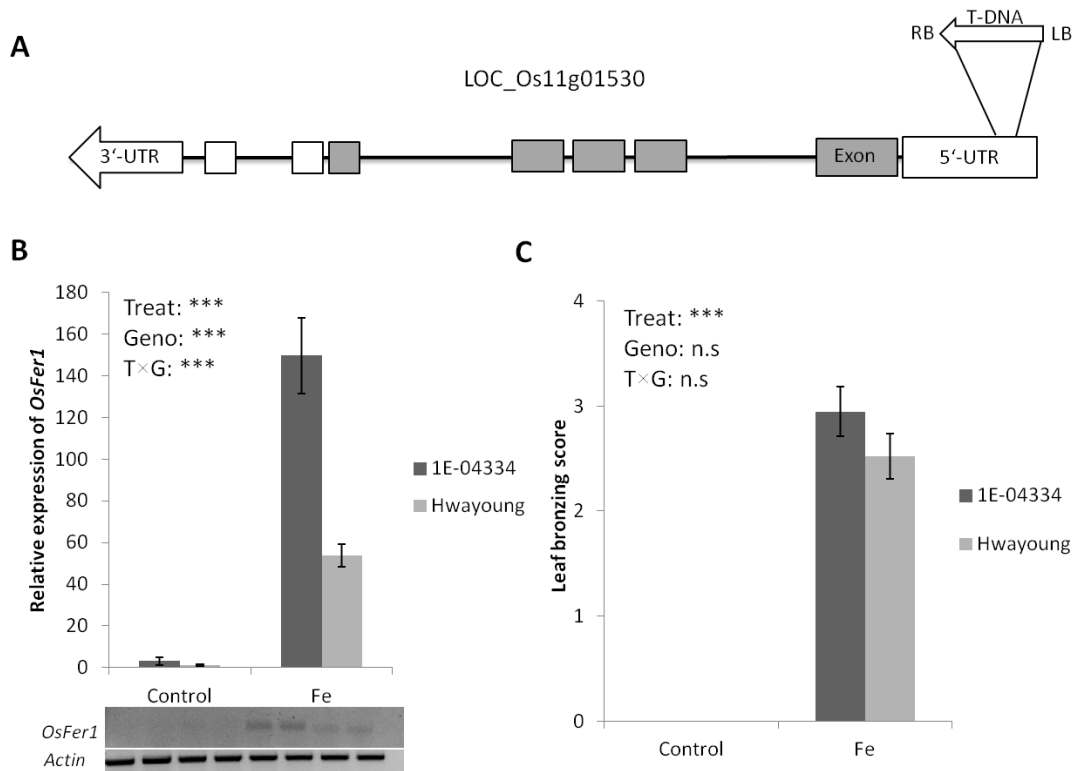 A
RB
T-DNA
LB
LOC_Os11g01530
3‘-UTR
Exon
5‘-UTR
B
Relative expression of OsFer1
180
160
140
120
100
80
60
40
20
0
Treat: ***
Geno: ***
T×G: ***
1E-04334
Hwayoung
Control
Fe
OsFer1
Actin
C
Leaf bronzing score
4
3
2
1
0
Treat: ***
Geno: n.s
T×G: n.s
1E-04334
Hwayoung
Control
Fe